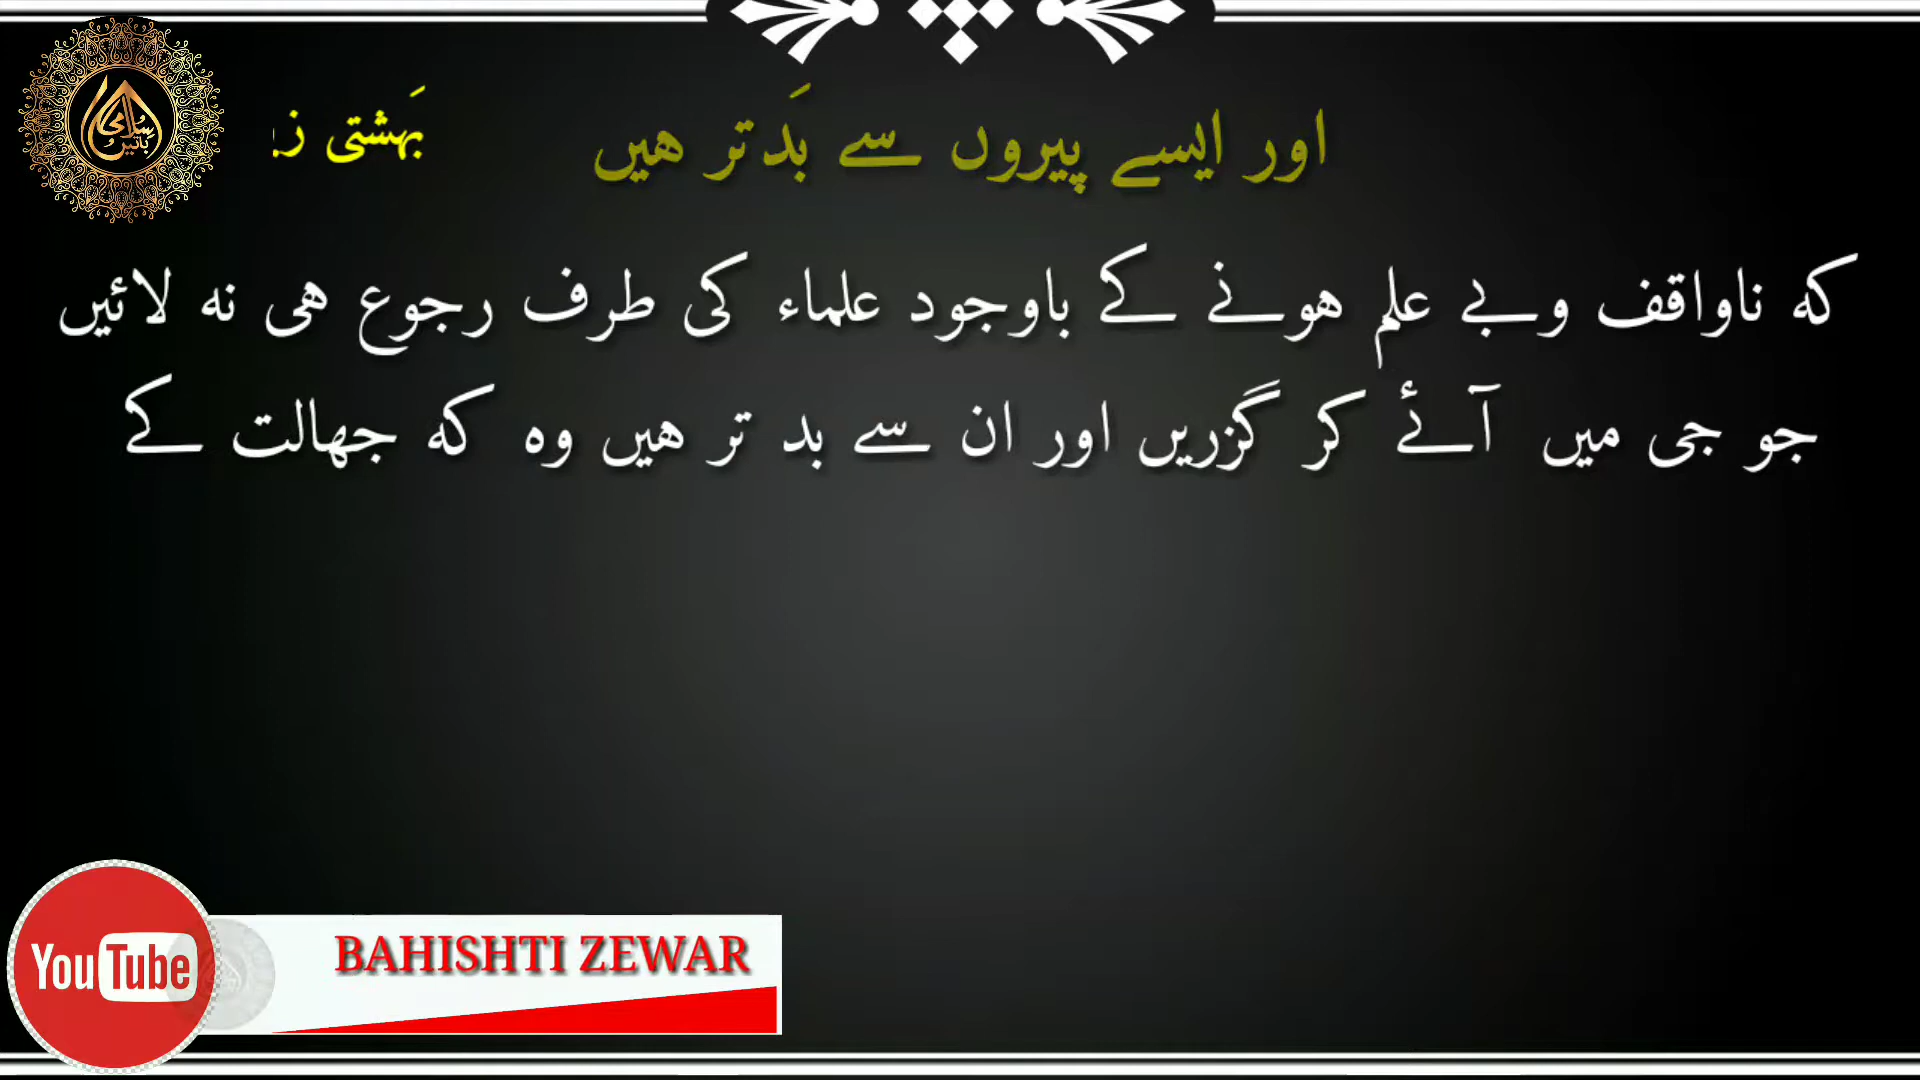 اور ایسے پیروں سے بَدتر ھیں
بَہشتی
کہ ناواقف وبے علم ھونے کے باوجود علماء کی طرف رجوع ھی نہ لائیں
جو جی میں آئے کر گزریں اور ان سے بد تر ھیں وہ کہ جھالت کے
YouTube
BAHISHTI ZEWAR